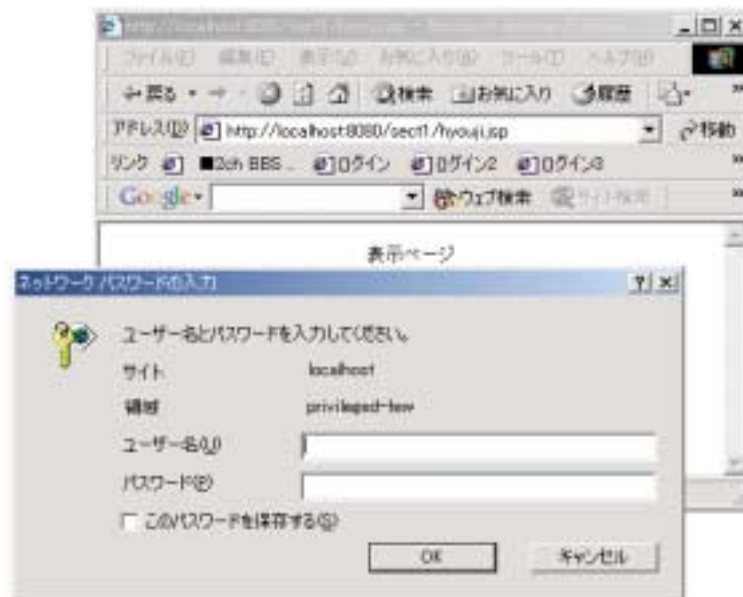 http://localhost:8080/sect1/hyouji.jsp
ファイル(F) 編集(E) 表示(V) お気に入り(A) ツール(T) ヘルプ(H)
戻る 検索 お気に入り 履歴
アドレス(D) http://localhost:8080/sect1/hyouji.jsp 移動
リンク ■2ch BBS .. ログイン ログイン2 ログイン3
Google ウェブ検索 サイト検索
表示ページ
ネットワーク パスワードの入力
ユーザー名とパスワードを入力してください。
サイト localhost
領域 privileged-few
ユーザー名(U)
パスワード(P)
このパスワードを保存する(S)
OK キャンセル